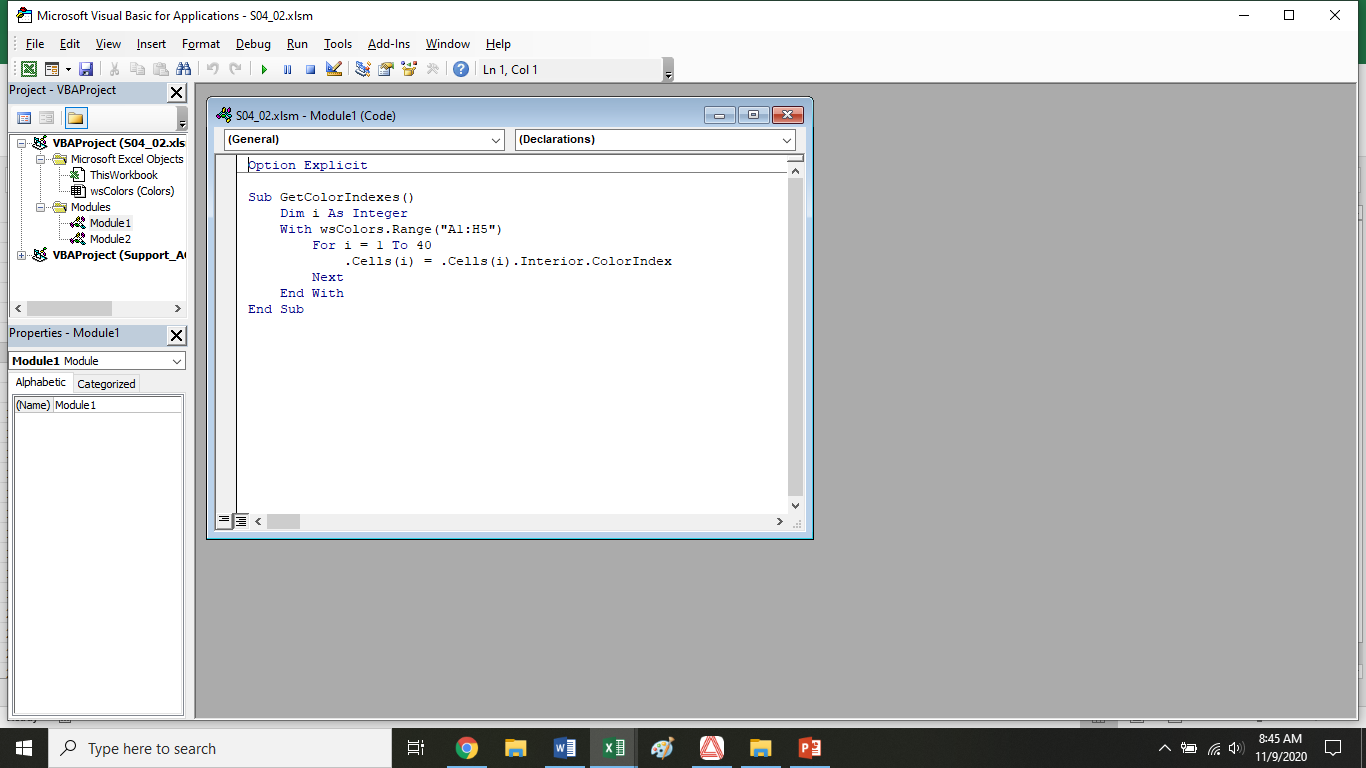 Microsoft Visual Basic for Applications - S04_02.xlsm
File Edit View Insert Format Debug Run Tools Add-Ins Window Help
Ln 1, Col 1
Project - VBAProject
VBAProject (S04_02.xls
Microsoft Excel Objects
ThisWorkbook
wsColors (Colors)
Modules
Module1
Module2
VBAProject (Support_A
Properties - Module1
Module1 Module
Alphabetic Categorized
(Name) Module1
S04_02.xlsm - Module1 (Code)
(General) (Declarations)
Option Explicit
Sub GetColorIndexes()
Dim i As Integer
With wsColors.Range("A1:H5")
For i = 1 To 40
.Cells(i) = .Cells(i).Interior.ColorIndex
Next
End With
End Sub
Type here to search
8:45 AM
11/9/2020